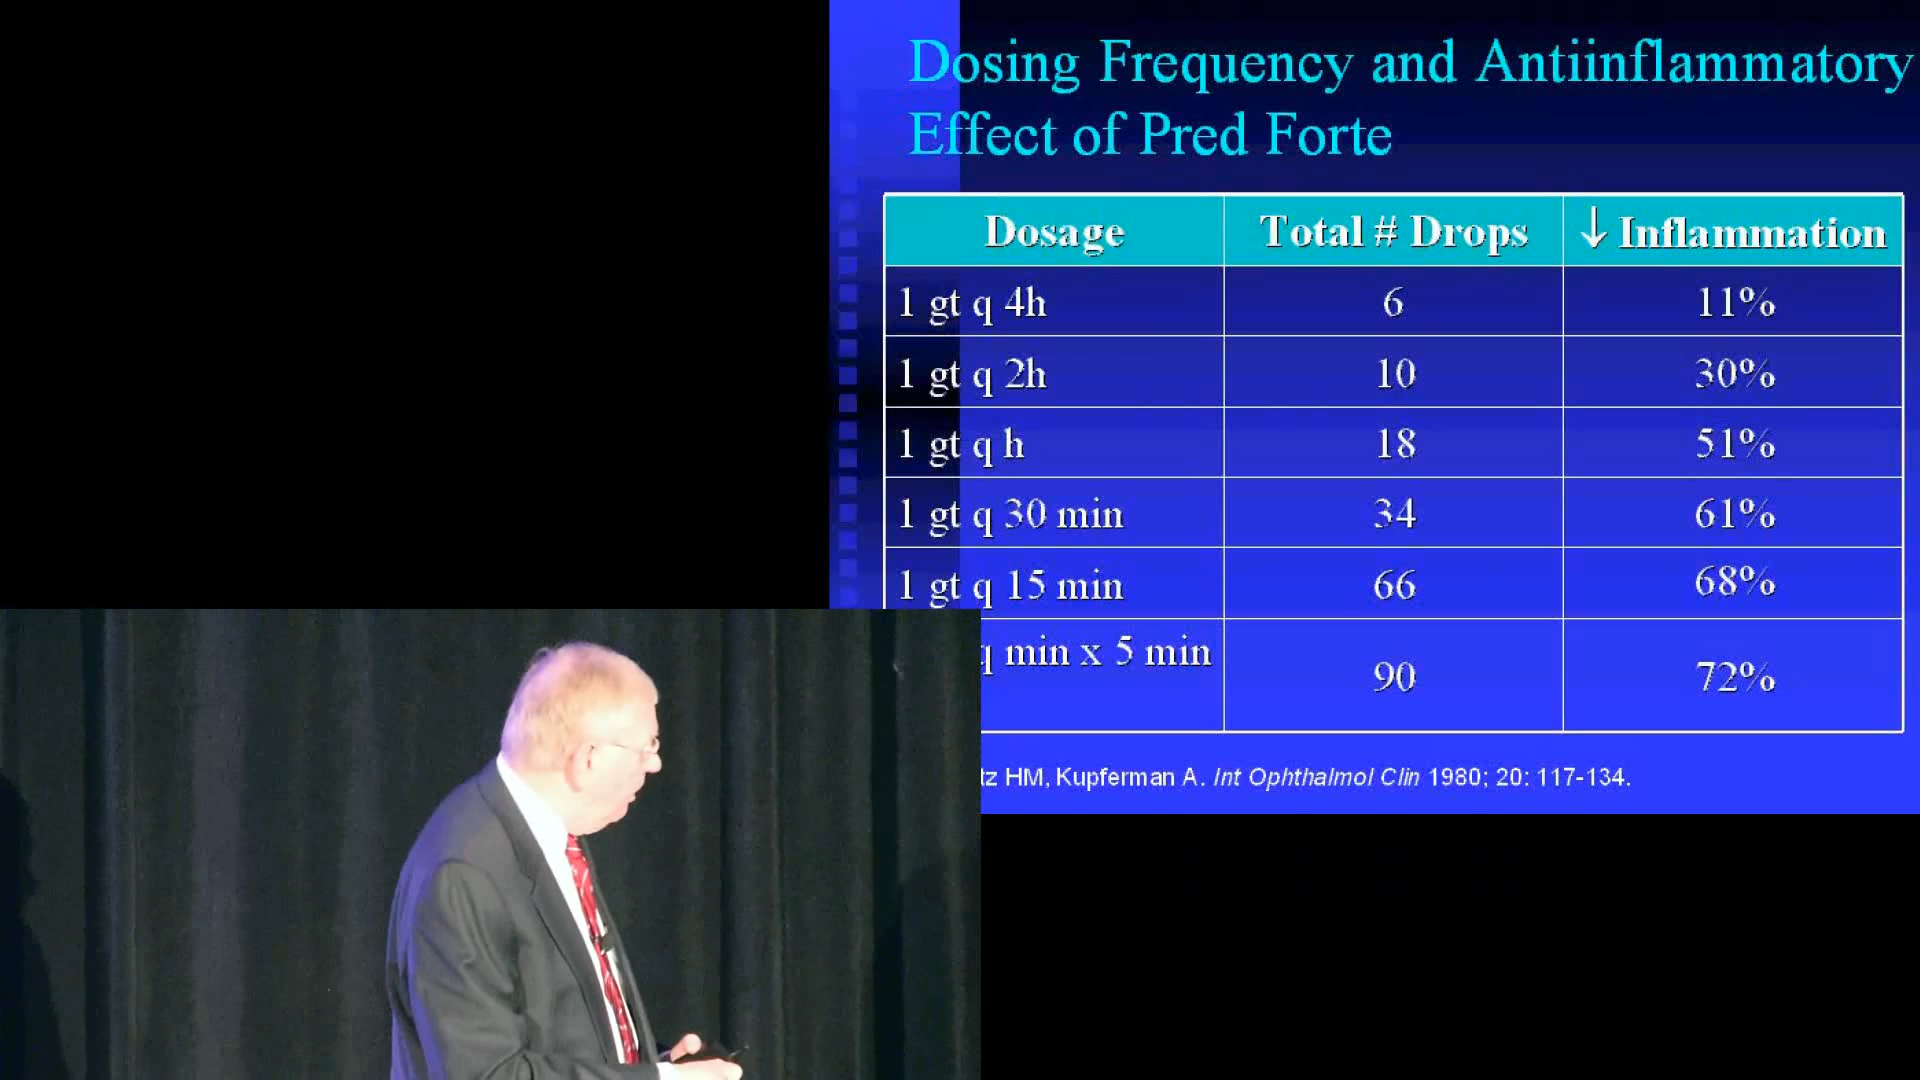 Dosing Frequency and Antiinflammatory
Effect of Pred Forte
Dosage Total # Drops ↓ Inflammation
1 gt q 4h 6 11%
1 gt q 2h 10 30%
1 gt q h 18 51%
1 gt q 30 min 34 61%
1 gt q 15 min 66 68%
min x 5 min 90 72%
HM, Kupferman A. Int Ophthalmol Clin 1980; 20: 117-134.